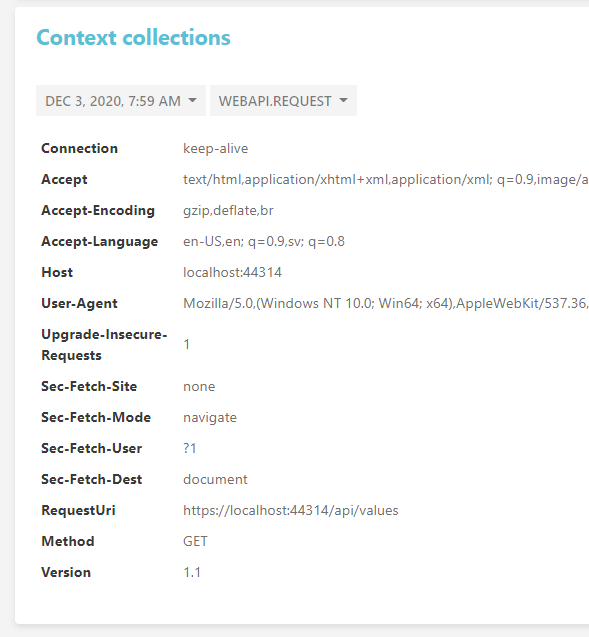 Context collections
DEC 3, 2020, 7:59 AM WEBAPI.REQUEST
Connection keep-alive
Accept text/html,application/xhtml+xml,application/xml; q=0.9,image/a
Accept-Encoding gzip,deflate,br
Accept-Language en-US,en; q=0.9,sv; q=0.8
Host localhost:44314
User-Agent Mozilla/5.0,(Windows NT 10.0; Win64; x64),AppleWebKit/537.36,
Upgrade-Insecure-
Requests 1
Sec-Fetch-Site none
Sec-Fetch-Mode navigate
Sec-Fetch-User ?1
Sec-Fetch-Dest document
RequestUri https://localhost:44314/api/values
Method GET
Version 1.1